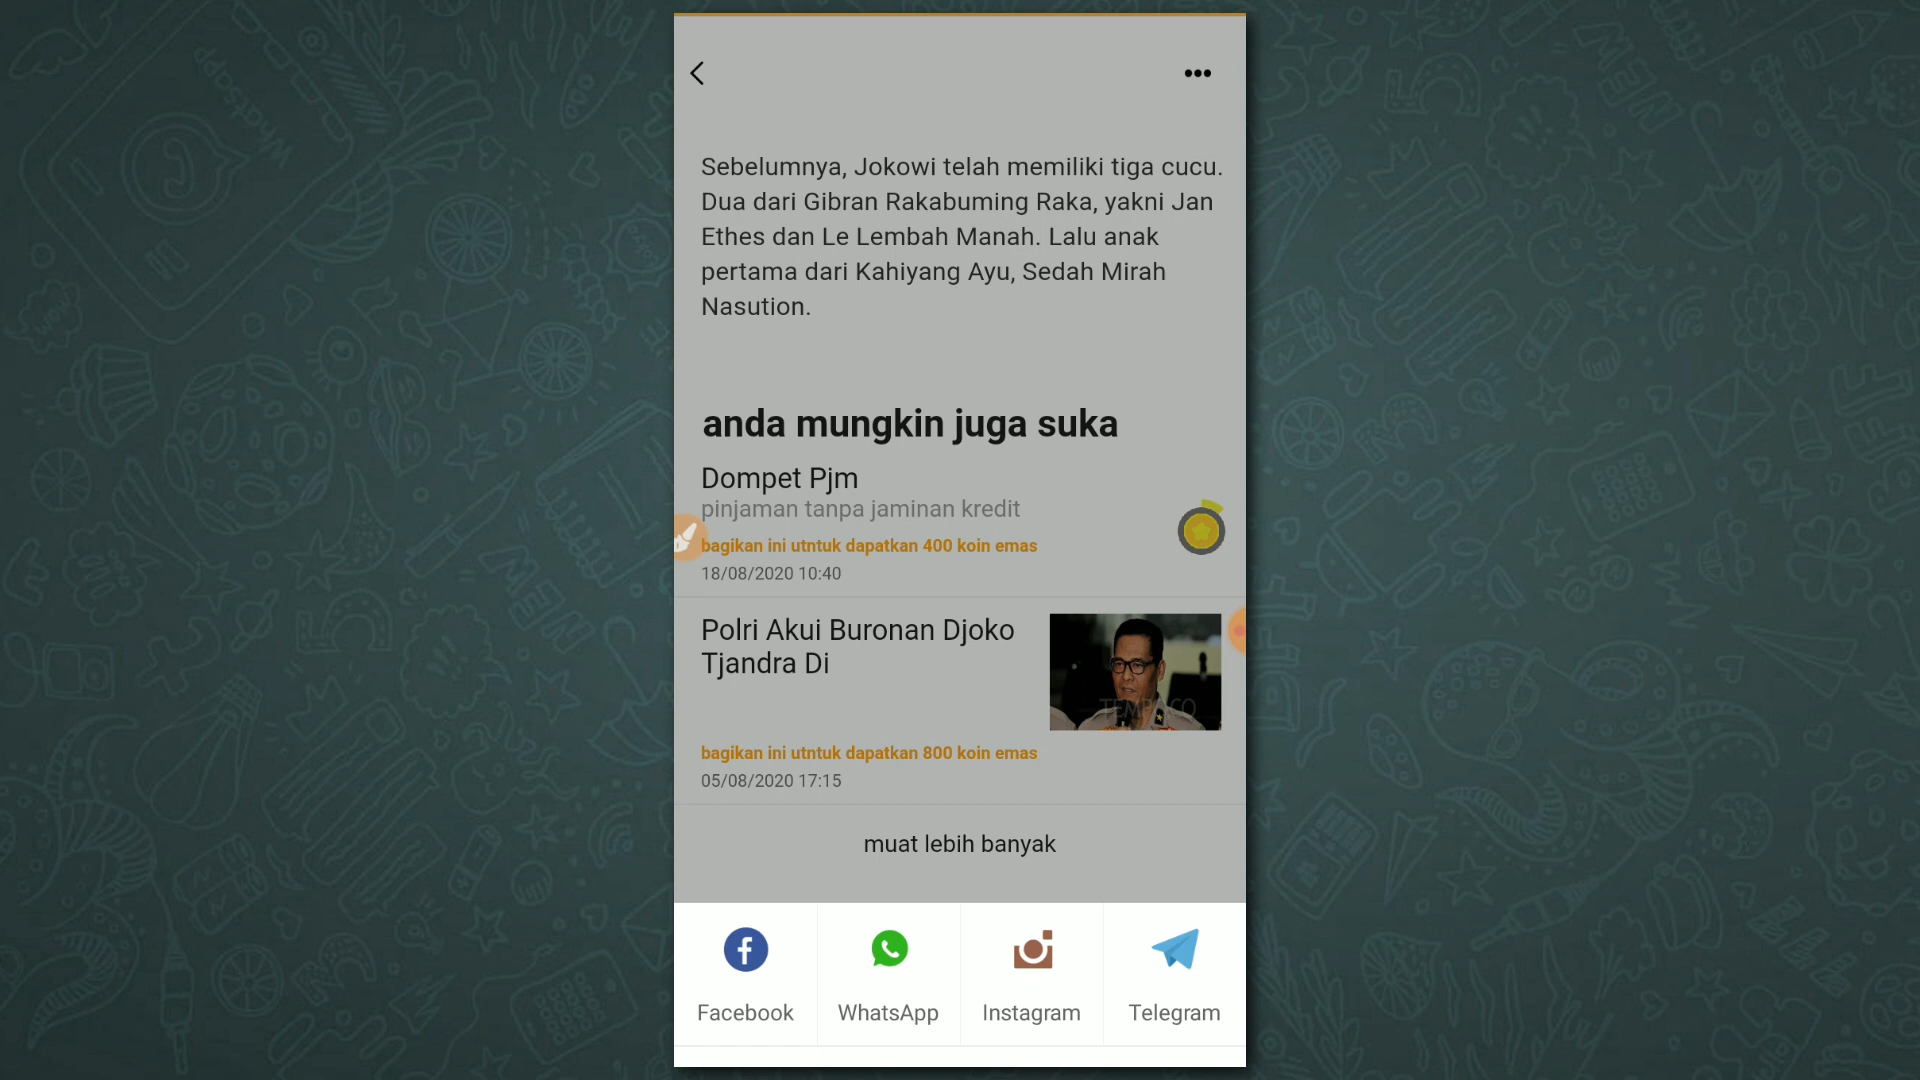 Sebelumnya, Jokowi telah memiliki tiga cucu.
Dua dari Gibran Rakabuming Raka, yakni Jan
Ethes dan Le Lembah Manah. Lalu anak
pertama dari Kahiyang Ayu, Sedah Mirah
Nasution.
anda mungkin juga suka
Dompet Pjm
pinjaman tanpa jaminan kredit
bagikan ini utntuk dapatkan 400 koin emas
18/08/2020 10:40
Polri Akui Buronan Djoko
Tjandra Di
TEMPO.CO
bagikan ini utntuk dapatkan 800 koin emas
05/08/2020 17:15
muat lebih banyak
Facebook
WhatsApp
Instagram
Telegram